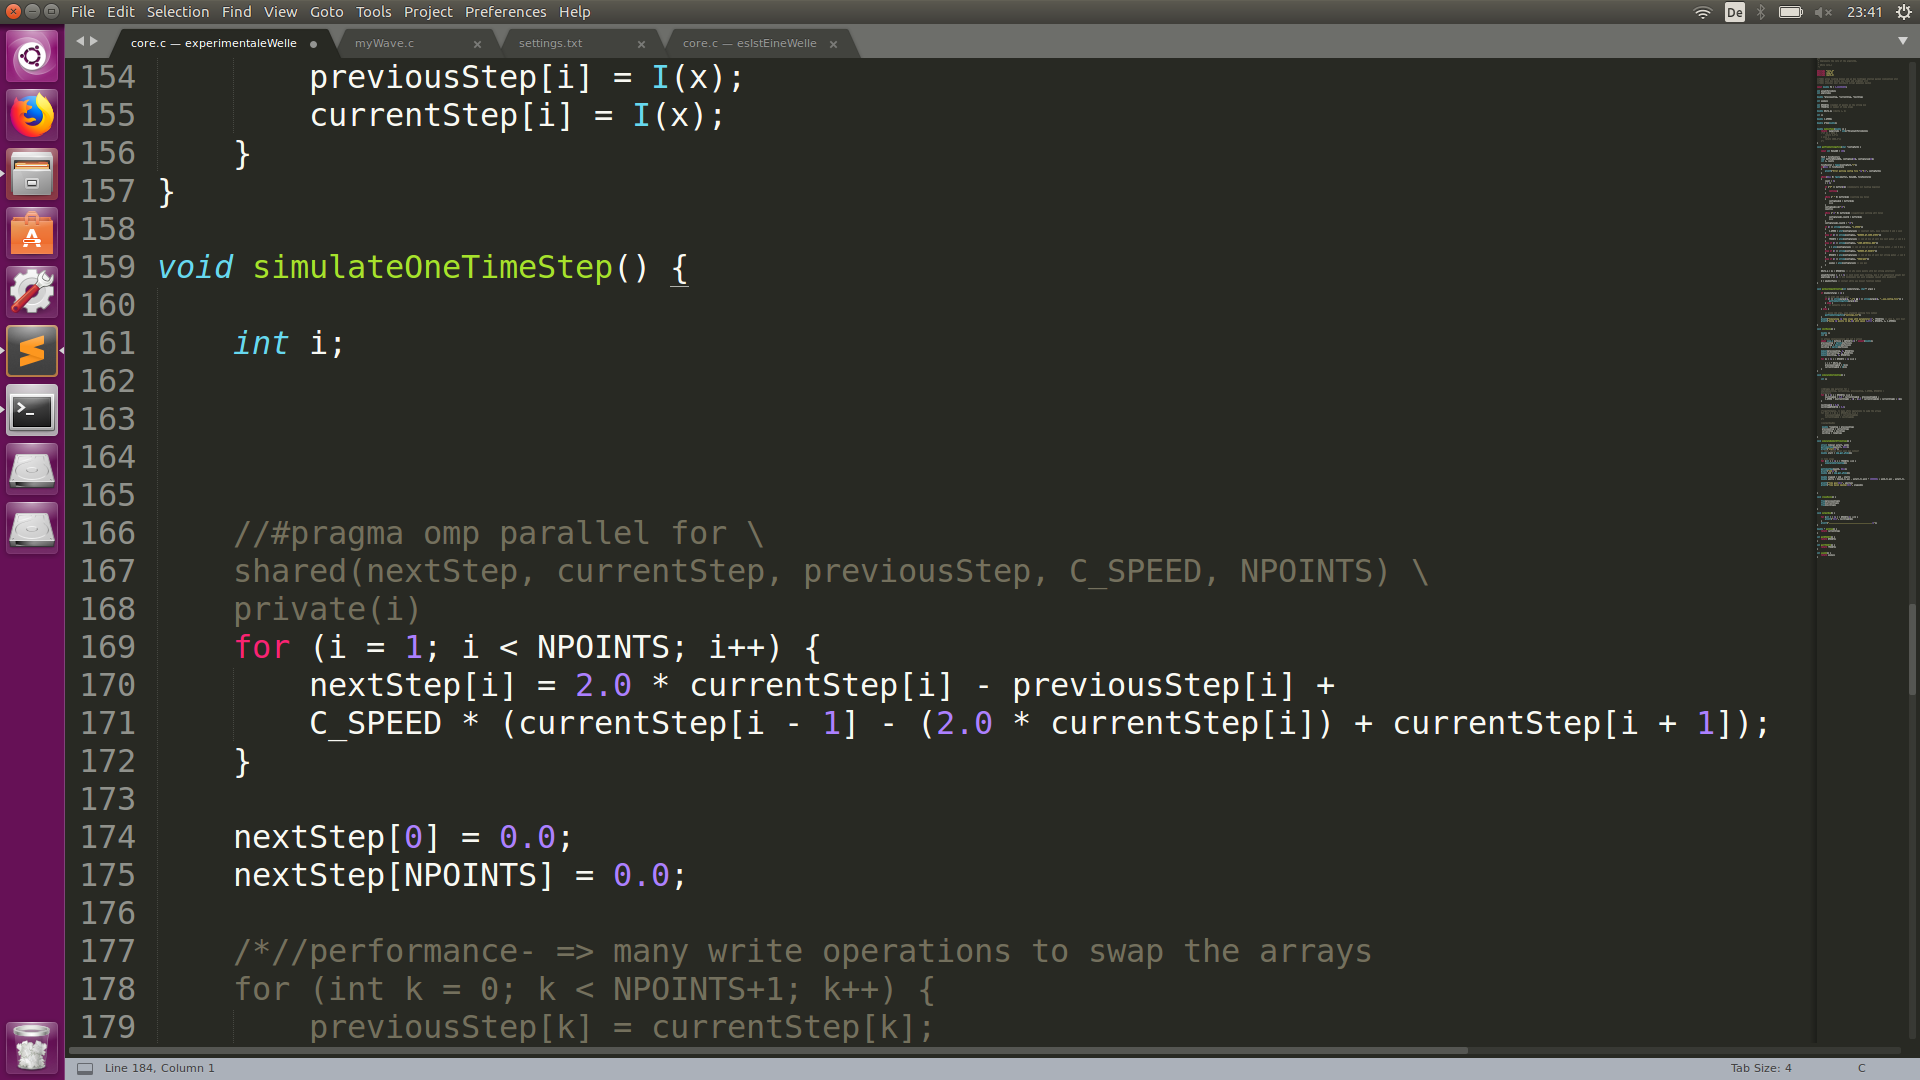 File Edit Selection Find View Goto Tools Project Preferences Help
De 23:41
core.c — experimentaleWelle myWave.c settings.txt core.c — esIstEineWelle
154 previousStep[i] = I(x);
155 currentStep[i] = I(x);
156 }
157 }
158
159 void simulateOneTimeStep() {
160
161 int i;
162
163
164
165
166 //#pragma omp parallel for \
167 shared(nextStep, currentStep, previousStep, C_SPEED, NPOINTS) \
168 private(i)
169 for (i = 1; i < NPOINTS; i++) {
170 nextStep[i] = 2.0 * currentStep[i] - previousStep[i] +
171 C_SPEED * (currentStep[i - 1] - (2.0 * currentStep[i]) + currentStep[i + 1]);
172 }
173
174 nextStep[0] = 0.0;
175 nextStep[NPOINTS] = 0.0;
176
177 /*//performance- => many write operations to swap the arrays
178 for (int k = 0; k < NPOINTS+1; k++) {
179 previousStep[k] = currentStep[k];
Line 184, Column 1
Tab Size: 4 C